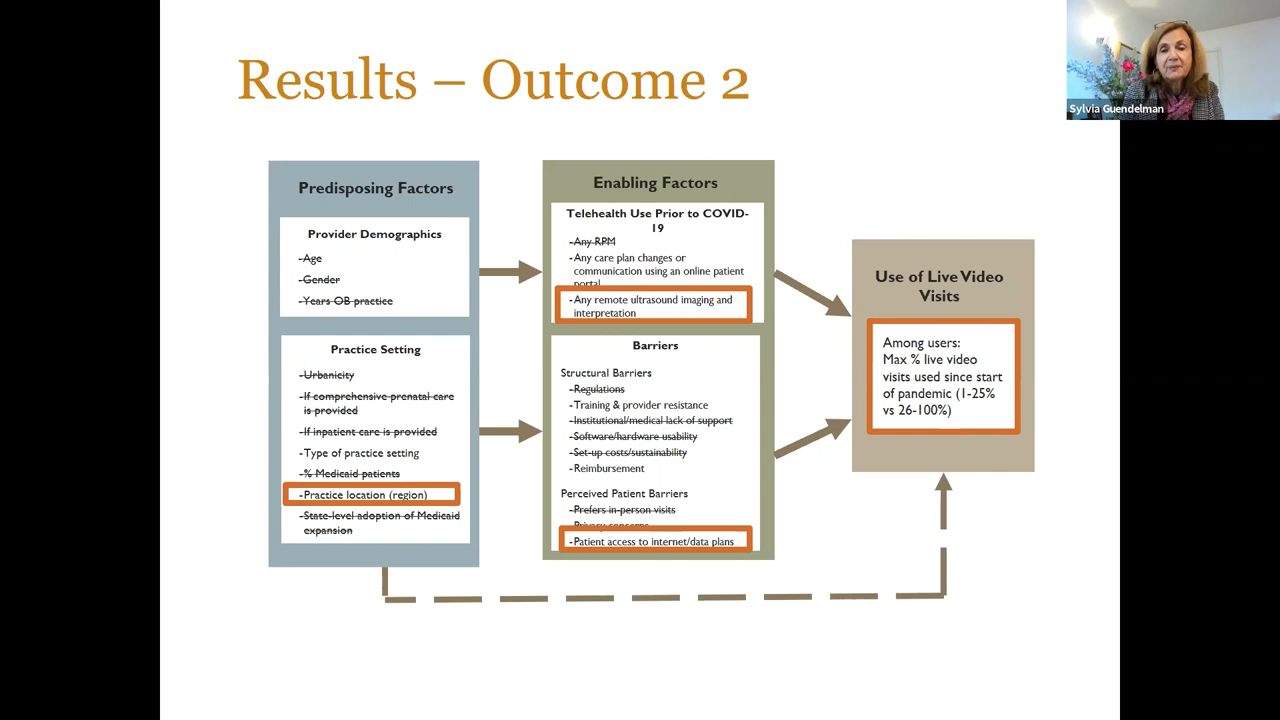 Results – Outcome 2
Sylvia Guendelman
Predisposing Factors
Provider Demographics
-Age
-Gender
-Years OB practice
Practice Setting
-Urbanicity
-If comprehensive prenatal care
is provided
-If inpatient care is provided
-Type of practice setting
-% Medicaid patients
-Practice location (region)
-State-level adoption of Medicaid
expansion
Enabling Factors
Telehealth Use Prior to COVID-
19
-Any RPM
-Any care plan changes or
communication using an online patient
portal
-Any remote ultrasound imaging and
interpretation
Barriers
Structural Barriers
-Regulations
-Training & provider resistance
-Institutional/medical lack of support
-Software/hardware usability
-Set-up costs/sustainability
-Reimbursement
Perceived Patient Barriers
-Prefers in-person visits
-Privacy concerns
-Patient access to internet/data plans
Use of Live Video
Visits
Among users:
Max % live video
visits used since start
of pandemic (1-25%
vs 26-100%)